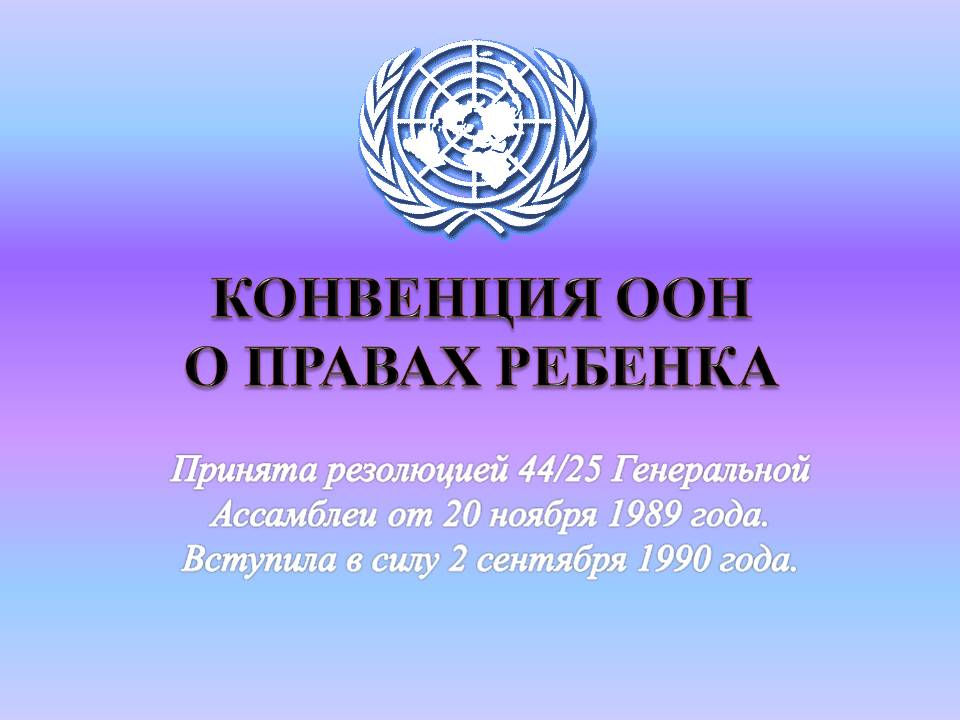 КОНВЕНЦИЯ ООН
О ПРАВАХ РЕБЕНКА
Принята резолюцией 44/25 Генеральной
Ассамблеи от 20 ноября 1989 года.
Вступила в силу 2 сентября 1990 года.